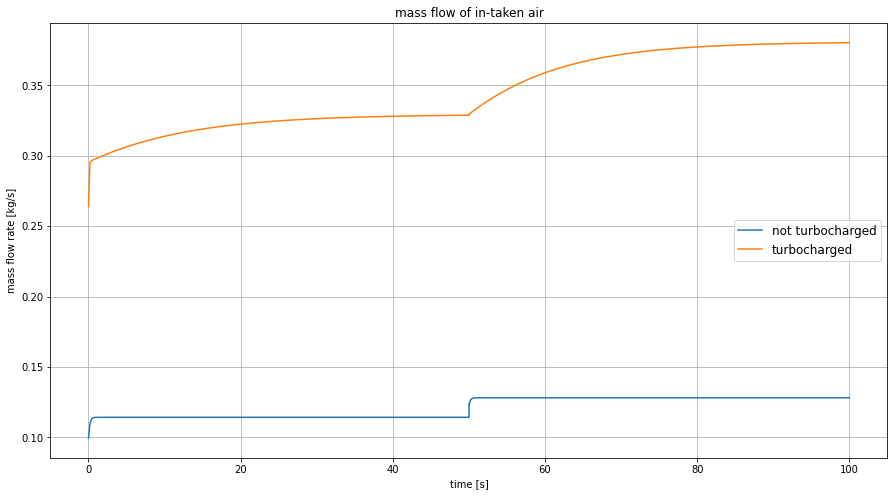 mass flow of in-taken air
mass flow rate [kg/s]
0.35
0.30
0.25
0.20
0.15
0.10
not turbocharged
turbocharged
0
20
40
60
80
100
time [s]